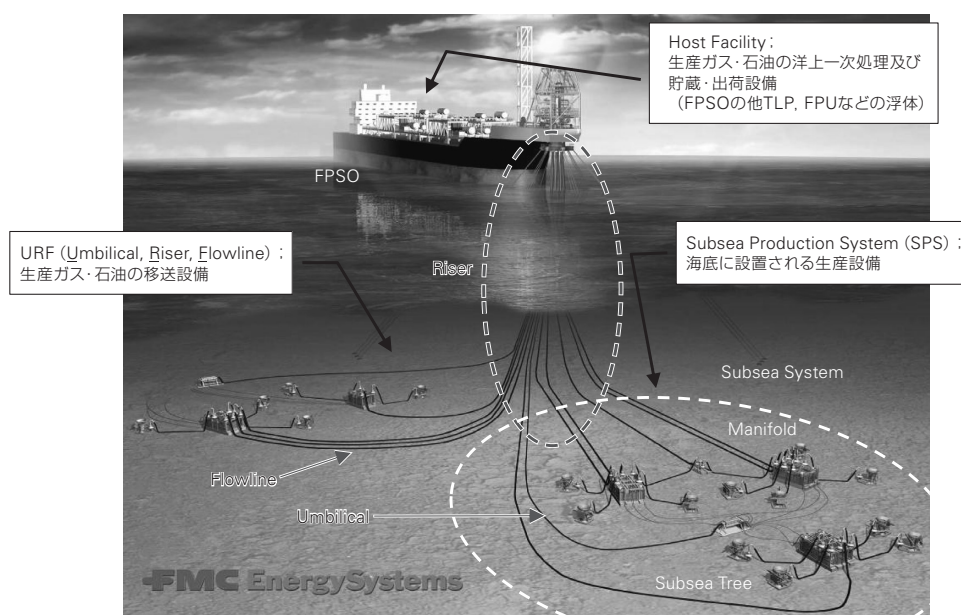 Host Facility；
生産ガス・石油の洋上一次処理及び
貯蔵・出荷設備
（FPSOの他TLP, FPUなどの浮体）
FPSO
URF（Umbilical, Riser, Flowline）；
生産ガス・石油の移送設備
Riser
Subsea Production System（SPS）；
海底に設置される生産設備
Subsea System
Manifold
Flowline
Umbilical
Subsea Tree
FMC EnergySystems